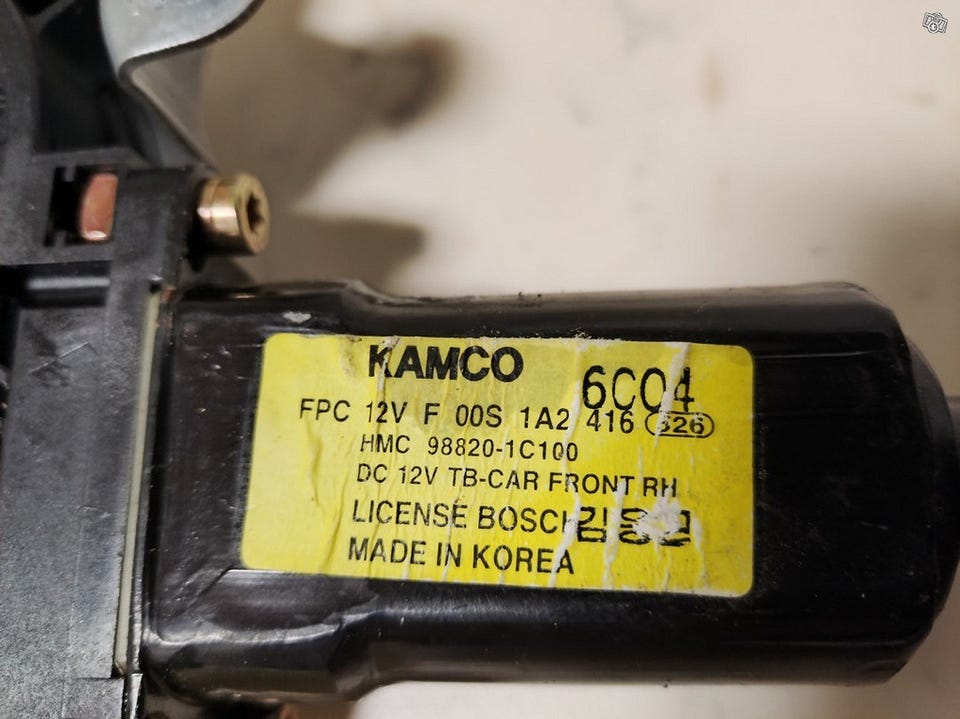 KAMCO
6C04
FPC 12V F 00S 1A2 416 326
HMC 98820-1C100
DC 12V TB-CAR FRONT RH
LICENSE BOSCH
MADE IN KOREA